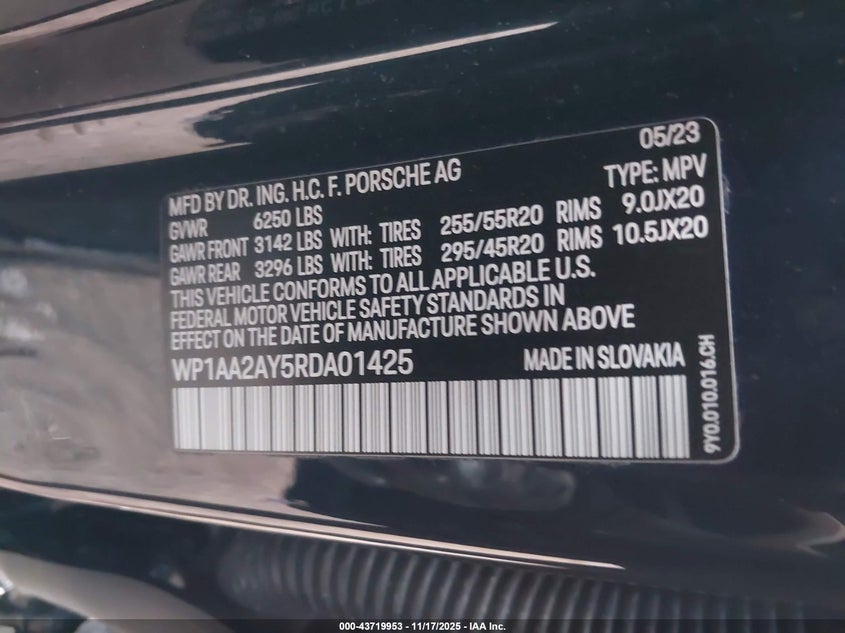 05/23
MFD BY DR. ING. H.C. F. PORSCHE AG TYPE: MPV
GVWR 6250 LBS
GAWR FRONT 3142 LBS WITH: TIRES 255/55R20 RIMS 9.0JX20
GAWR REAR 3296 LBS WITH: TIRES 295/45R20 RIMS 10.5JX20
THIS VEHICLE CONFORMS TO ALL APPLICABLE U.S.
FEDERAL MOTOR VEHICLE SAFETY STANDARDS IN
EFFECT ON THE DATE OF MANUFACTURE SHOWN ABOVE
WP1AA2AY5RDA01425 MADE IN SLOVAKIA
9Y0.010.016.CH
000-43719953 - 11/17/2025 - IAA Inc.